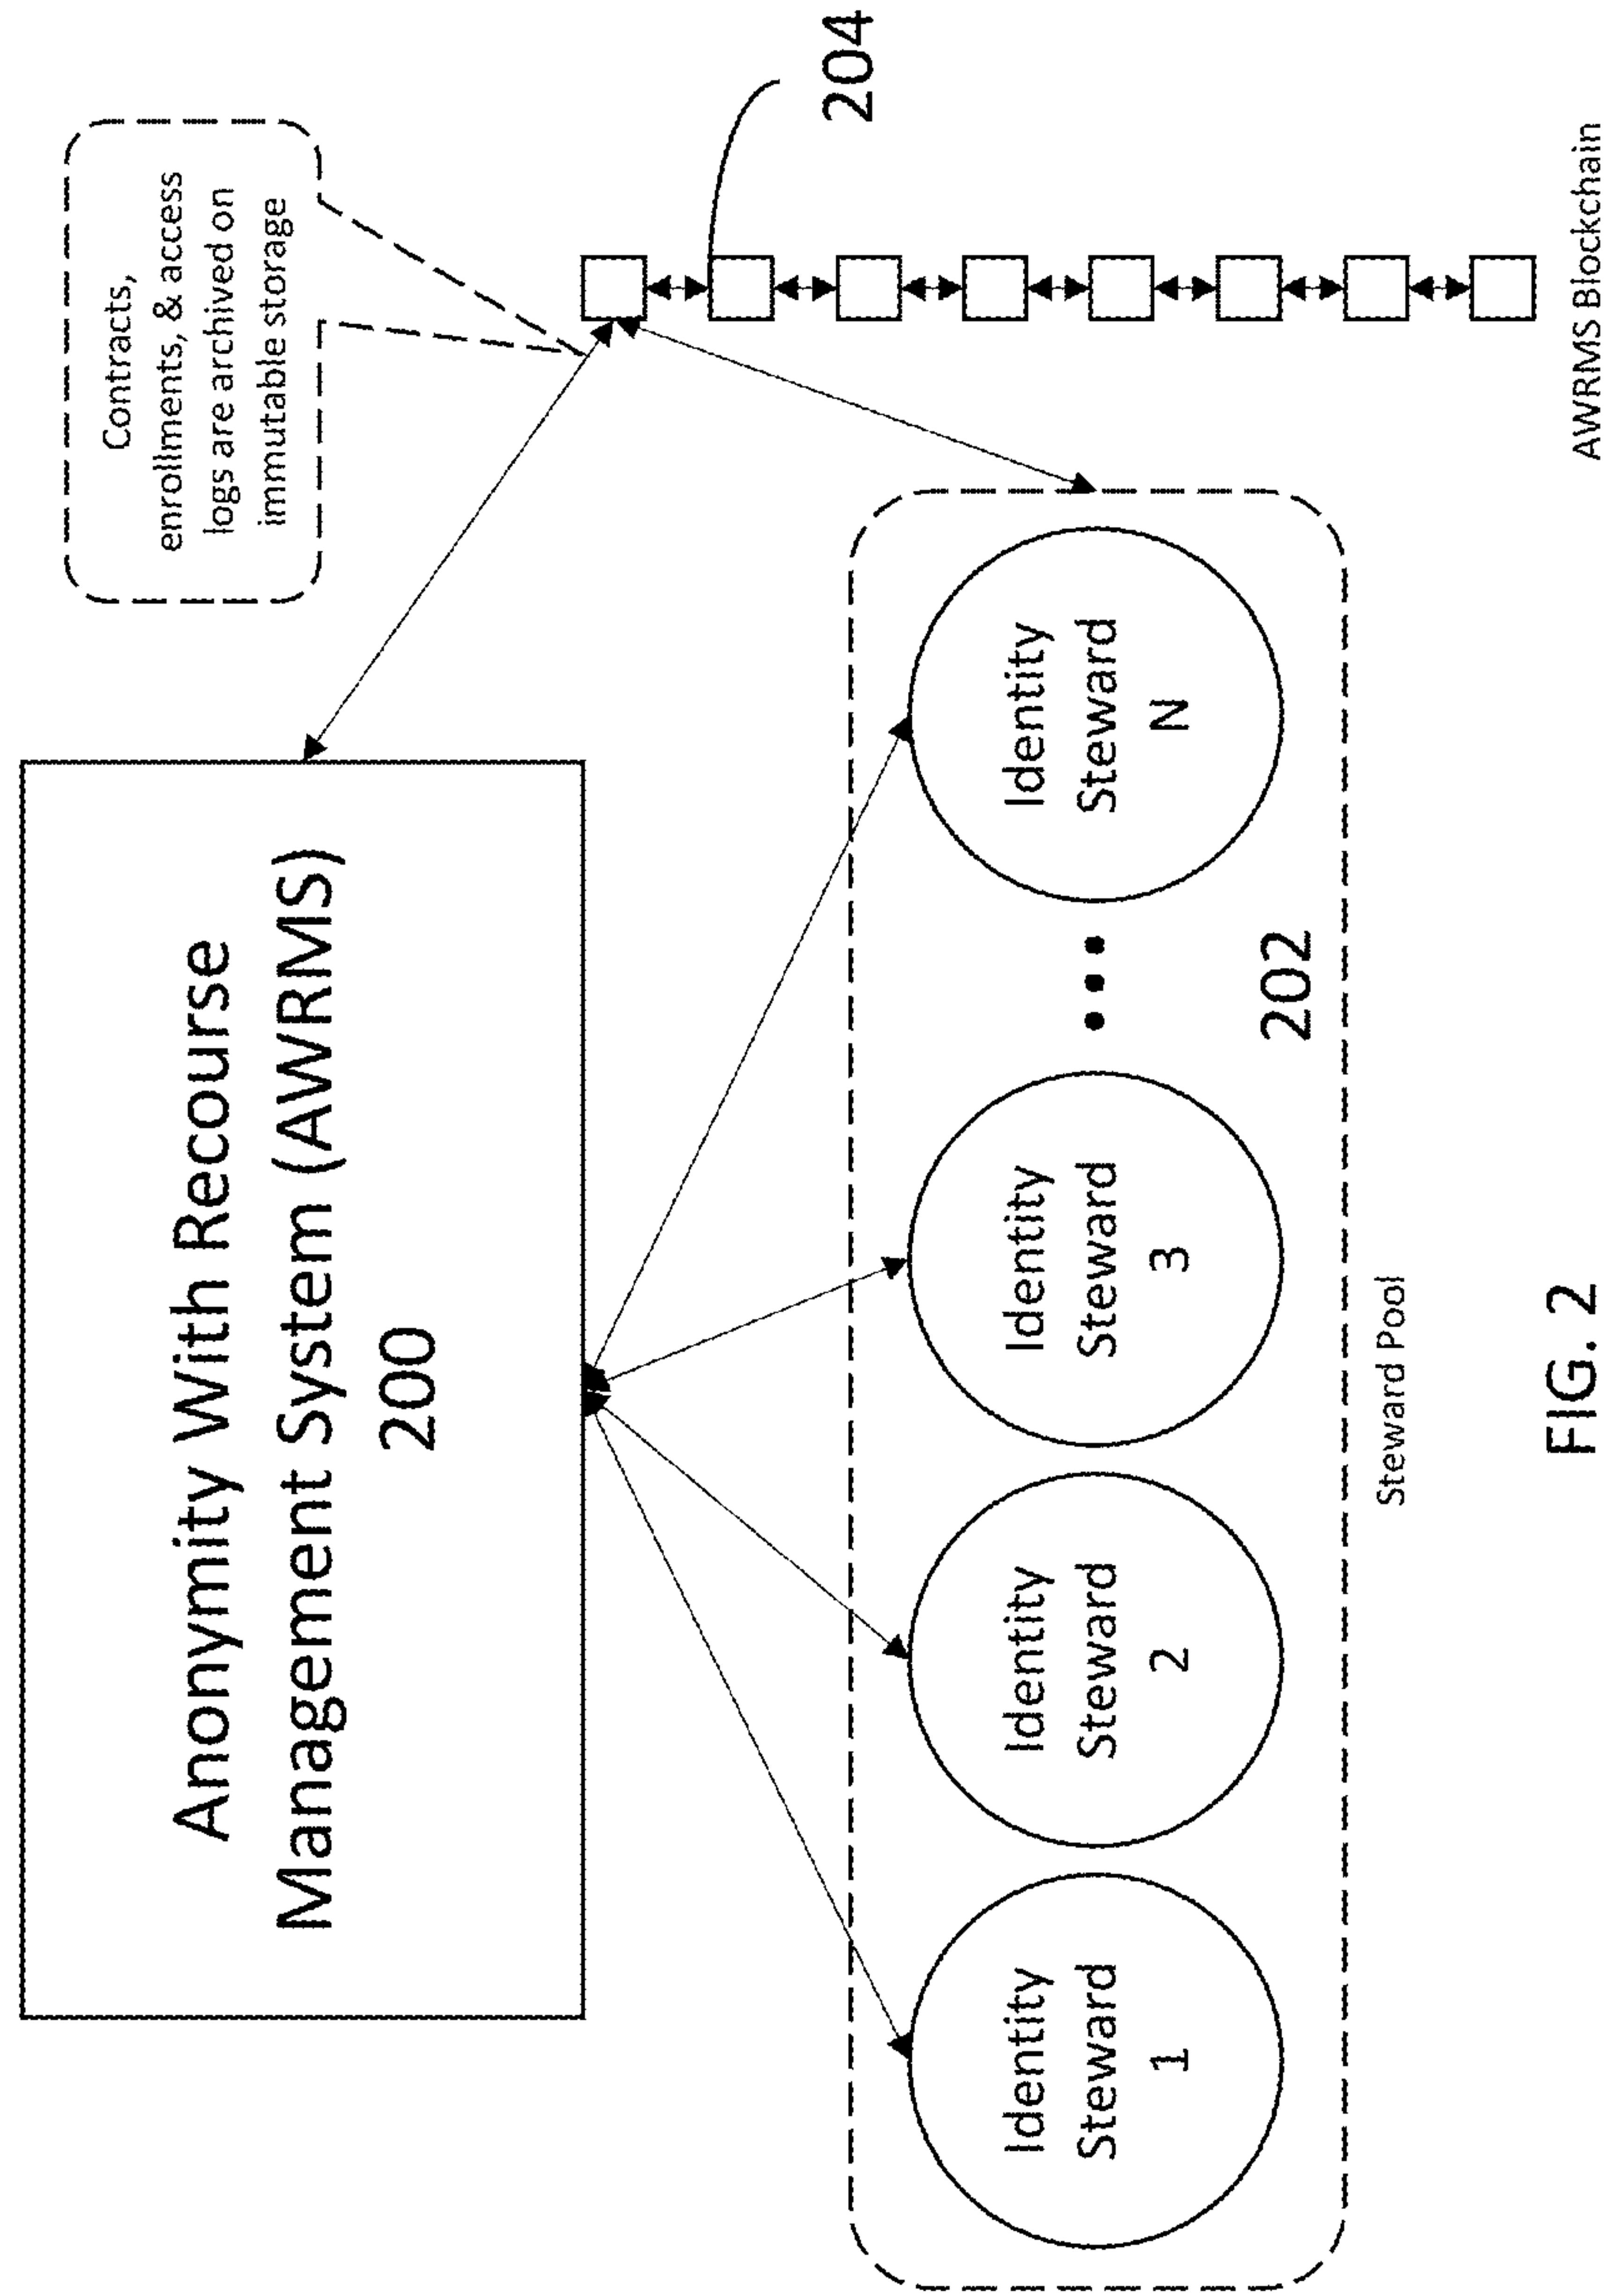 Anonymity With Recourse
Management System (AWRMS)
200
Contracts,
enrollments, & access
logs are archived on
immutable storage
204
Identity
Steward
1
Identity
Steward
2
Identity
Steward
3
Identity
Steward
N
202
Steward Pool
AWRMS Blockchain
FIG. 2